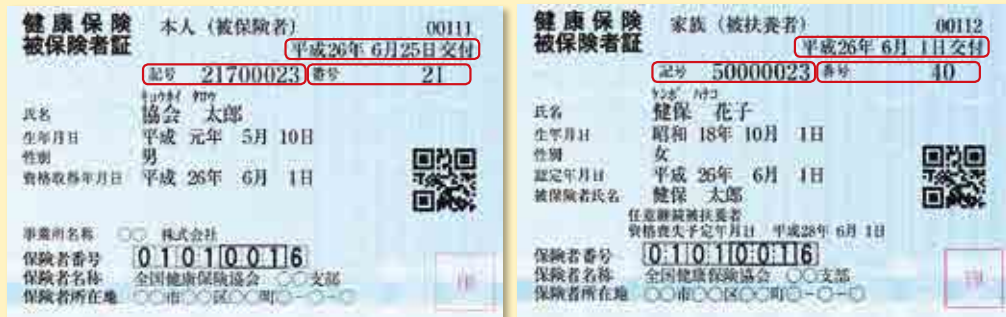 健康保険 本人（被保険者） 00111
被保険者証 平成26年 6月25日交付
記号 21700023 番号 21
ｷｮｳｶｲ ﾀﾛｳ
氏名 協会 太郎
生年月日 平成 元年 5月 10日
性別 男
資格取得年月日 平成 26年 6月 1日
事業所名称 ○○ 株式会社
保険者番号 01010016
保険者名称 全国健康保険協会 ○○支部
保険者所在地 ○○市○○区○○町○－○－○
印
健康保険 家族（被扶養者） 00112
被保険者証 平成26年 6月 1日交付
記号 50000023 番号 40
ｹﾝﾎﾟ ﾊﾅｺ
氏名 健保 花子
生年月日 昭和 18年 10月 1日
性別 女
認定年月日 平成 26年 6月 1日
被保険者氏名 健保 太郎
任意継続被扶養者
資格喪失予定年月日 平成28年 6月 1日
保険者番号 01010016
保険者名称 全国健康保険協会 ○○支部
保険者所在地 ○○市○○区○○町○－○－○
印